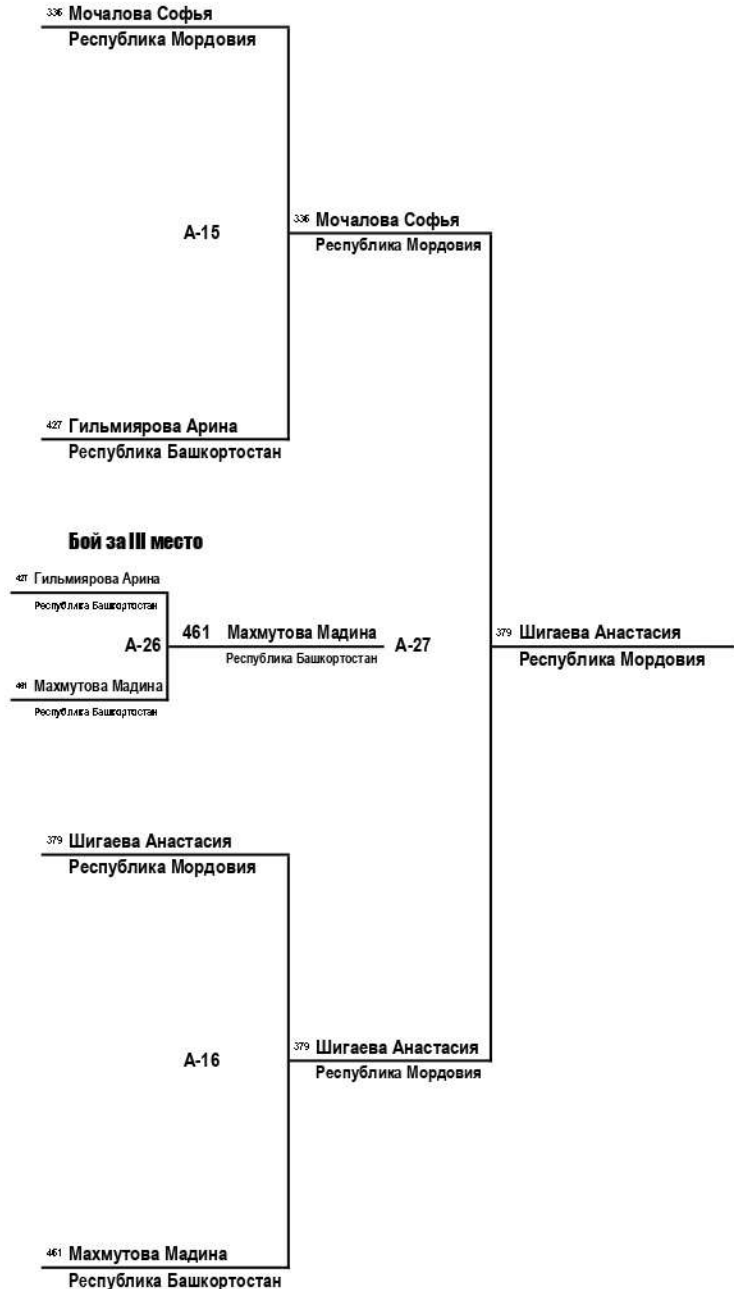 336 Мочалова Софья
Республика Мордовия
А-15
336 Мочалова Софья
Республика Мордовия
427 Гильмиярова Арина
Республика Башкортостан
Бой за III место
427 Гильмиярова Арина
Республика Башкортостан
А-26
461 Махмутова Мадина
Республика Башкортостан
А-27
461 Махмутова Мадина
Республика Башкортостан
379 Шигаева Анастасия
Республика Мордовия
379 Шигаева Анастасия
Республика Мордовия
А-16
379 Шигаева Анастасия
Республика Мордовия
461 Махмутова Мадина
Республика Башкортостан